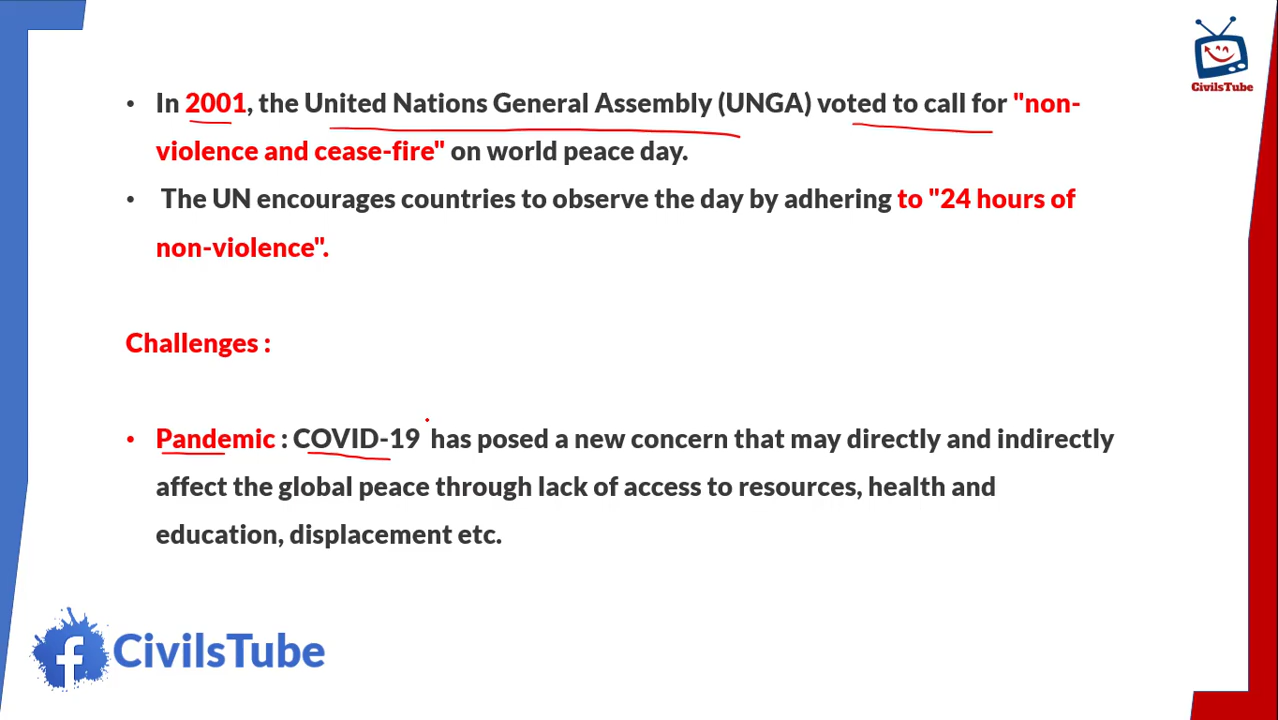 CivilsTube
• In 2001, the United Nations General Assembly (UNGA) voted to call for "non-
violence and cease-fire" on world peace day.
• The UN encourages countries to observe the day by adhering to "24 hours of
non-violence".
Challenges :
• Pandemic : COVID-19 has posed a new concern that may directly and indirectly
affect the global peace through lack of access to resources, health and
education, displacement etc.
f CivilsTube